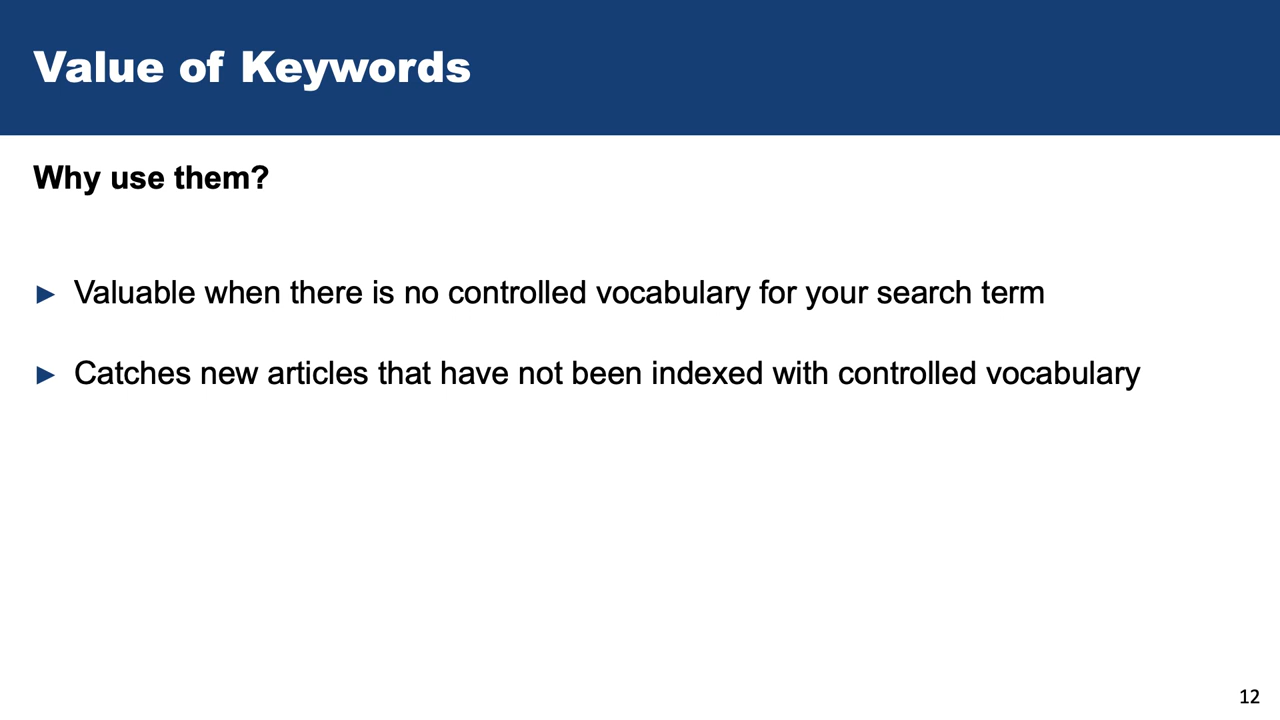 Value of Keywords
Why use them?
► Valuable when there is no controlled vocabulary for your search term
► Catches new articles that have not been indexed with controlled vocabulary
12